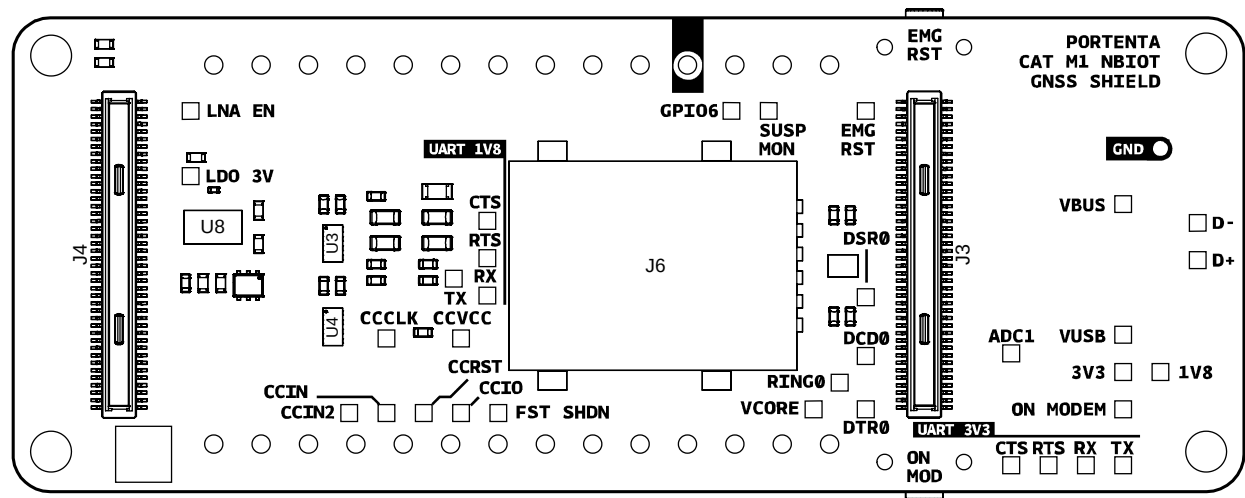 EMG
RST
PORTENTA
CAT M1 NBIOT
GNSS SHIELD
LNA EN
GPIO6
SUSP
MON
EMG
RST
UART 1V8
GND
LDO 3V
CTS
VBUS
U8
D-
U3
RTS
DSR0
J4
J6
J3
D+
RX
TX
U4
CCCLK
CCVCC
DCD0
ADC1
VUSB
CCRST
RING0
3V3
1V8
CCIN
CCIO
CCIN2
FST SHDN
VCORE
ON MODEM
DTR0
UART 3V3
CTS RTS RX TX
ON
MOD